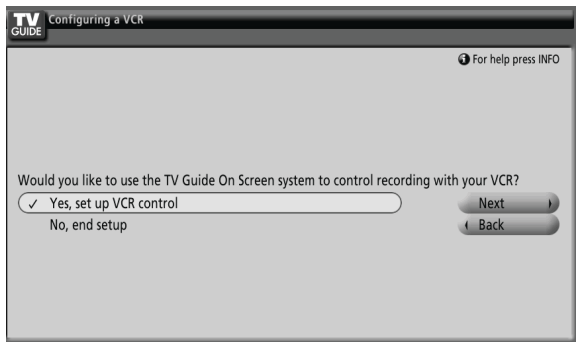 TV
GUIDE
Configuring a VCR
For help press INFO
Would you like to use the TV Guide On Screen system to control recording with your VCR?
✓ Yes, set up VCR control
Next
No, end setup
Back